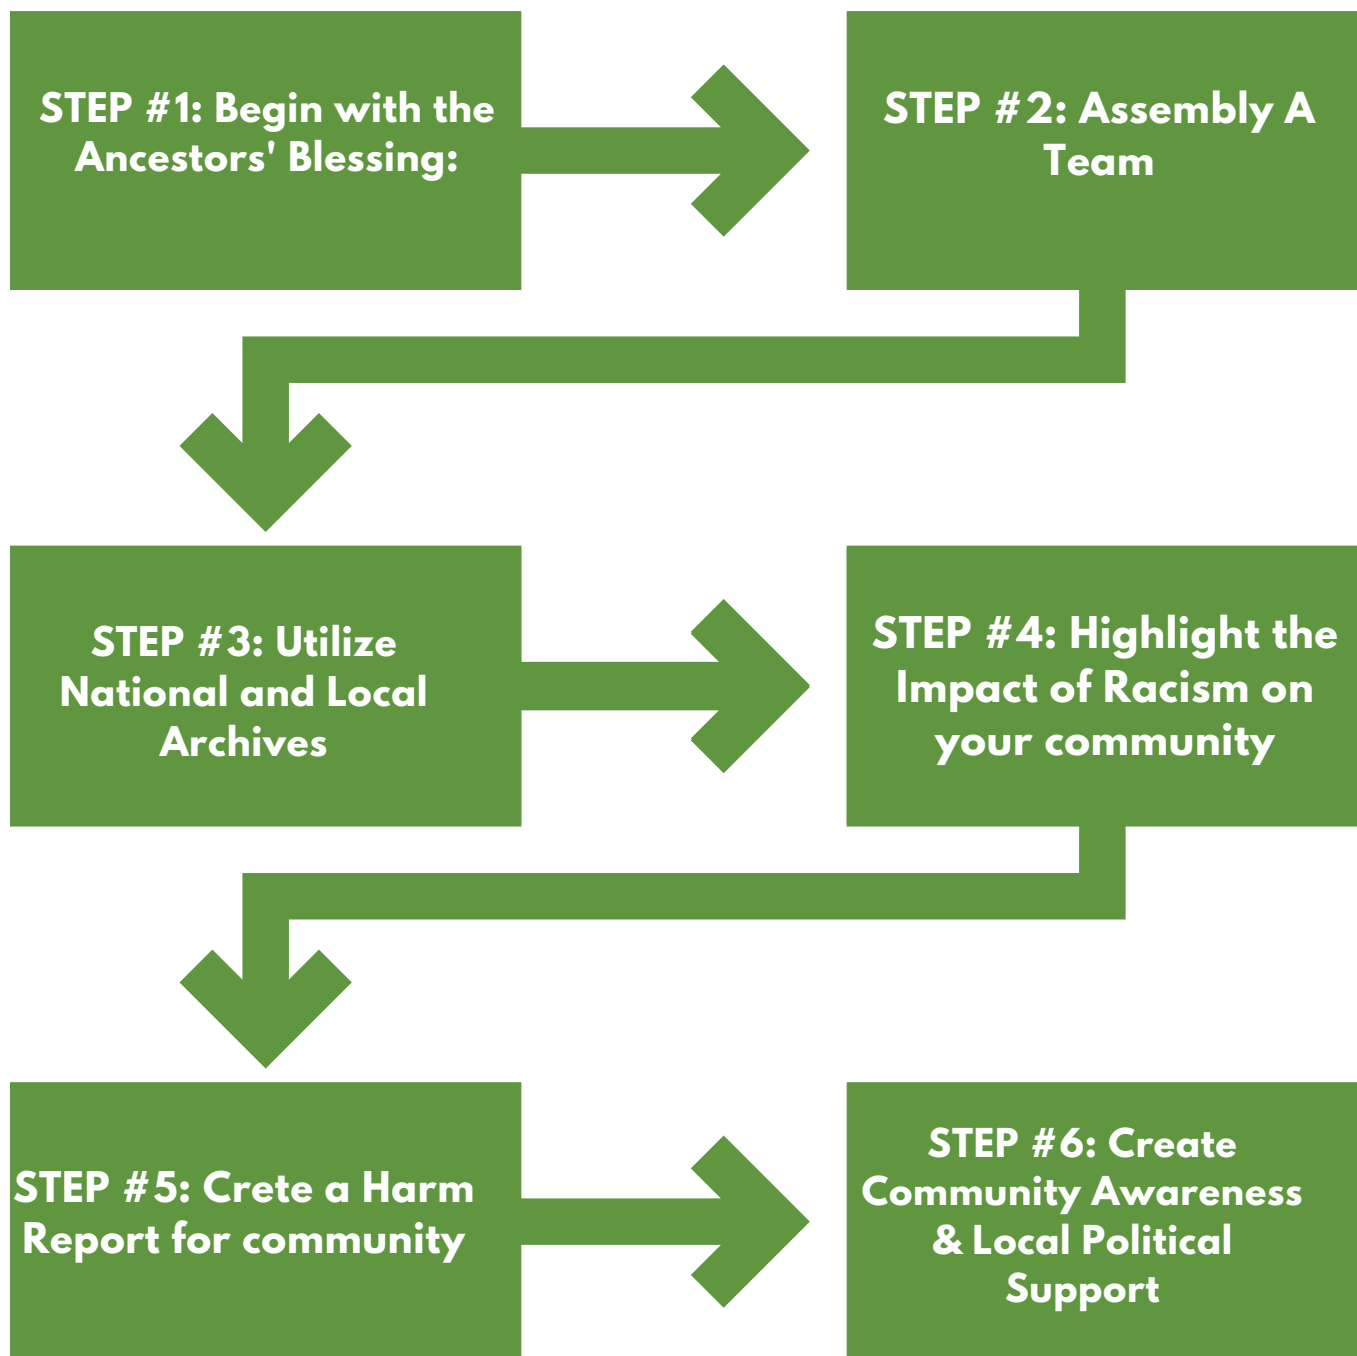 STEP #1: Begin with the
Ancestors' Blessing:
STEP #2: Assembly A
Team
STEP #3: Utilize
National and Local
Archives
STEP #4: Highlight the
Impact of Racism on
your community
STEP #5: Crete a Harm
Report for community
STEP #6: Create
Community Awareness
& Local Political
Support